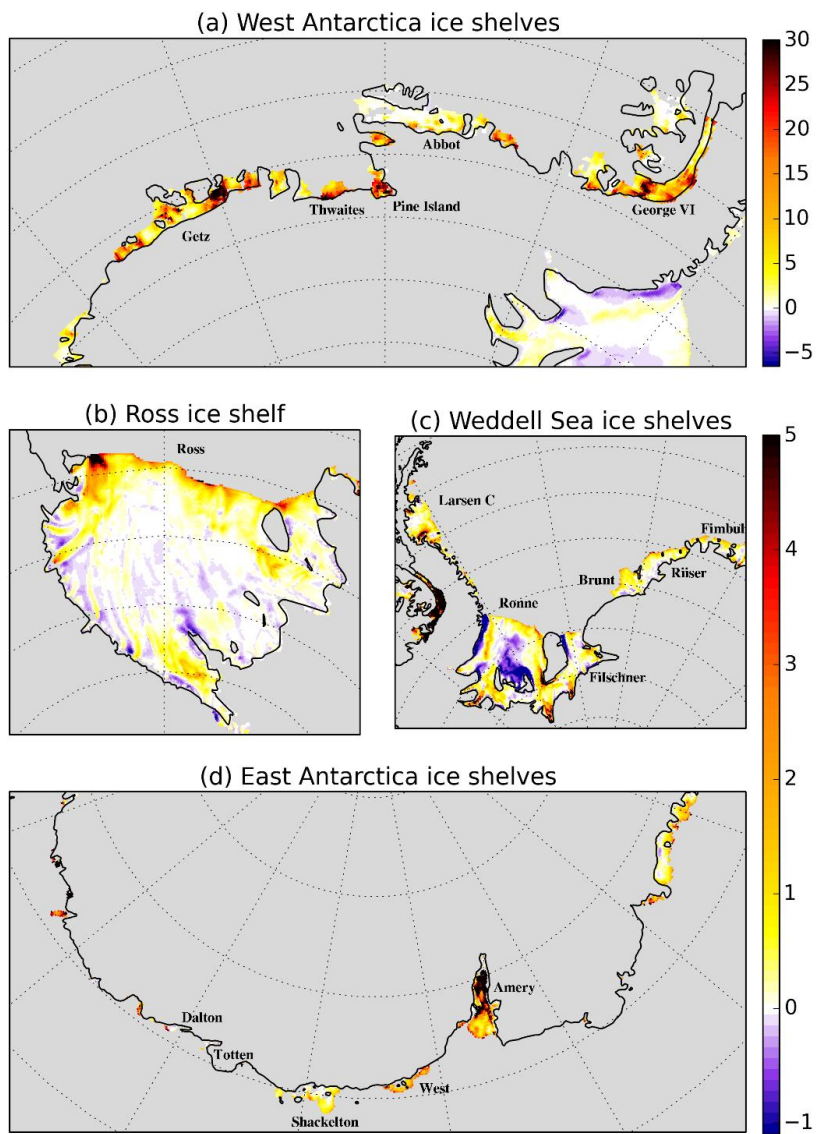 (a) West Antarctica ice shelves
30
25
20
15
10
5
0
−5
Abbot
Thwaites
Pine Island
George VI
Getz
(b) Ross ice shelf
Ross
(c) Weddell Sea ice shelves
Larsen C
Fimbul
Brunt
Riiser
Ronne
Filschner
5
4
3
2
1
0
−1
(d) East Antarctica ice shelves
Amery
Dalton
Totten
West
Shackelton